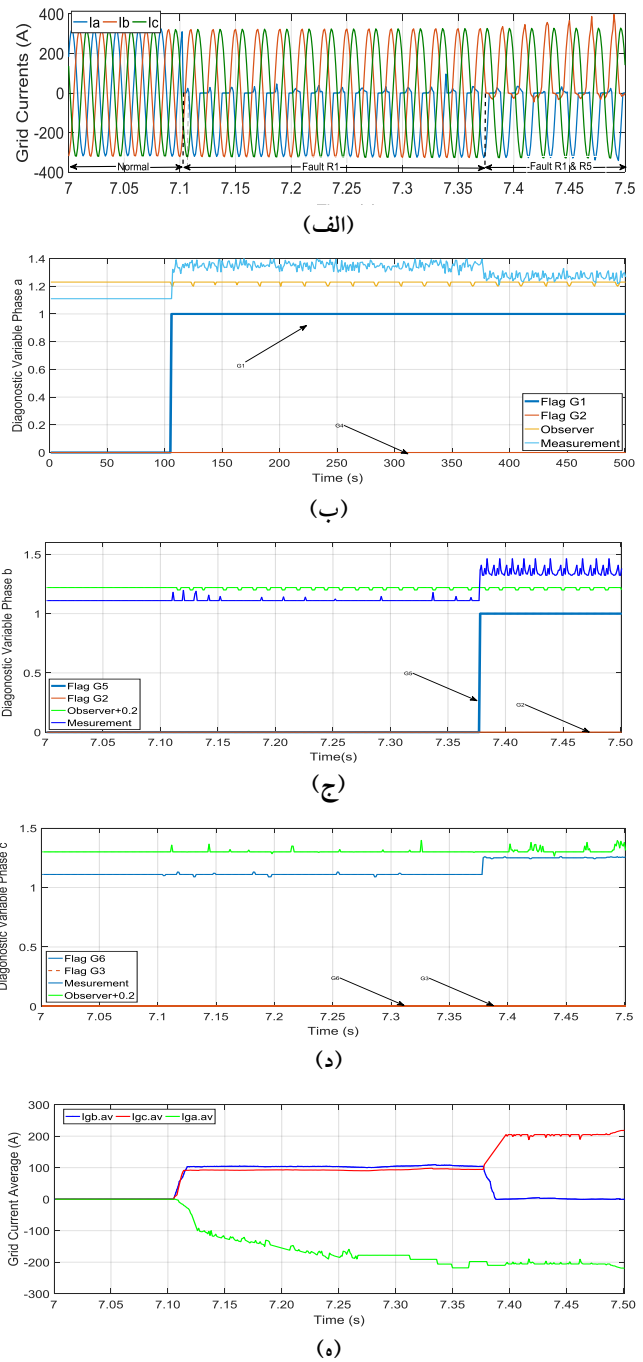 Ia Ib Ic
Grid Currents (A)
400
200
0
-200
-400
Normal
Fault R1
Fault R1 & R5
7 7.05 7.1 7.15 7.2 7.25 7.3 7.35 7.4 7.45 7.5
(الف)
Diagonostic Variable Phase a
1.4
1.2
1
0.8
0.6
0.4
0.2
0
G1
G4
Flag G1
Flag G2
Observer
Measurement
0 50 100 150 200 250 300 350 400 450 500
Time (s)
(ب)
Diagonostic Variable Phase b
1.5
1
0.5
0
G5
G2
Flag G5
Flag G2
Observer+0.2
Mesurement
7 7.05 7.10 7.15 7.20 7.25 7.30 7.35 7.40 7.45 7.50
Time(s)
(ج)
Diagonostic Variable Phase c
1.5
1
0.5
0
G6
G3
Flag G6
Flag G3
Mesurement
Observer+0.2
7 7.05 7.1 7.15 7.2 7.25 7.3 7.35 7.4 7.45 7.50
Time (s)
(د)
Grid Current Average (A)
300
200
100
0
-100
-200
-300
Igb.av Igc.av Iga.av
7 7.05 7.10 7.15 7.20 7.25 7.30 7.35 7.40 7.45 7.50
Time (s)
(ه)